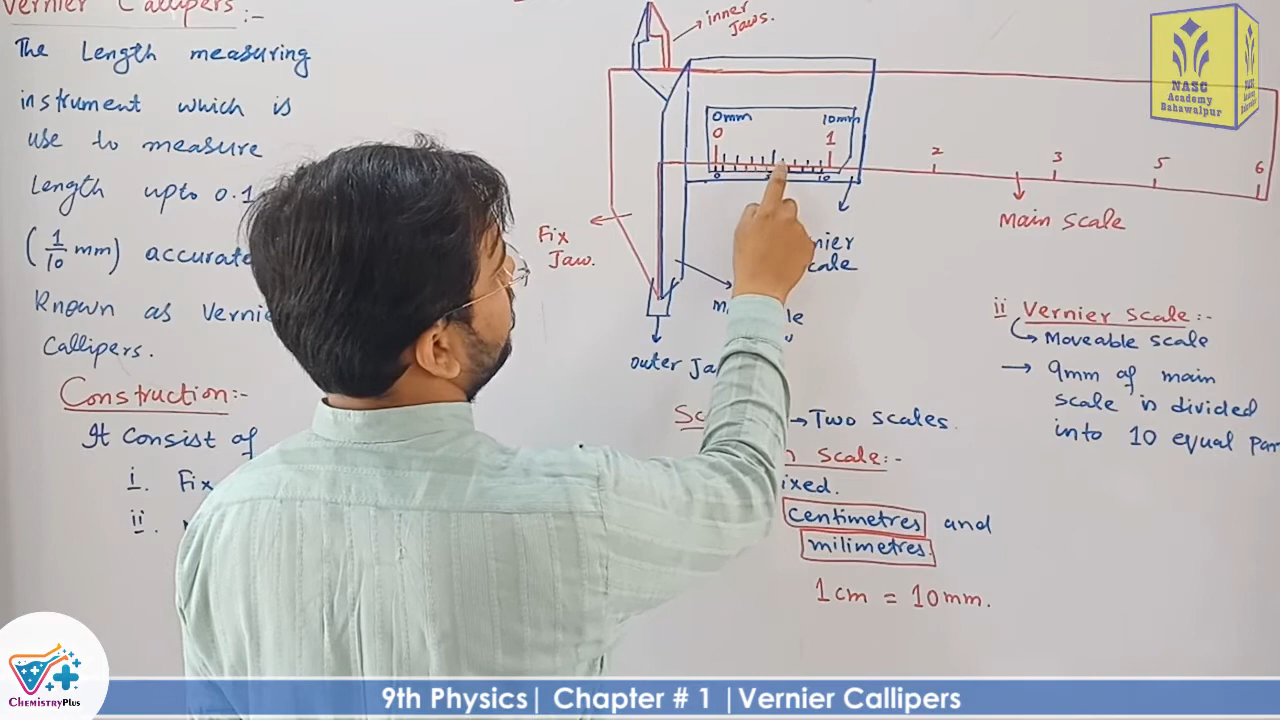 Vernier Callipers:-
The Length measuring
instrument which is
use to measure
Length upto 0.1
(1/10 mm) accurate
Known as Vernie
Callipers.
Construction:-
It Consist of
i. Fix
ii.
inner
Jaws.
0mm 10mm
0 1 2 3 5 6
0 10
Fix
Jaw.
Main Scale
nier
cale
Outer Ja
Two scales.
Scale:-
ixed.
Centimetres and
milimetres.
1cm = 10mm.
ii Vernier Scale:-
Moveable scale
9mm of main
scale is divided
into 10 equal par
NASC
Academy
Bahawalpur
ChemistryPlus
9th Physics| Chapter # 1 |Vernier Callipers